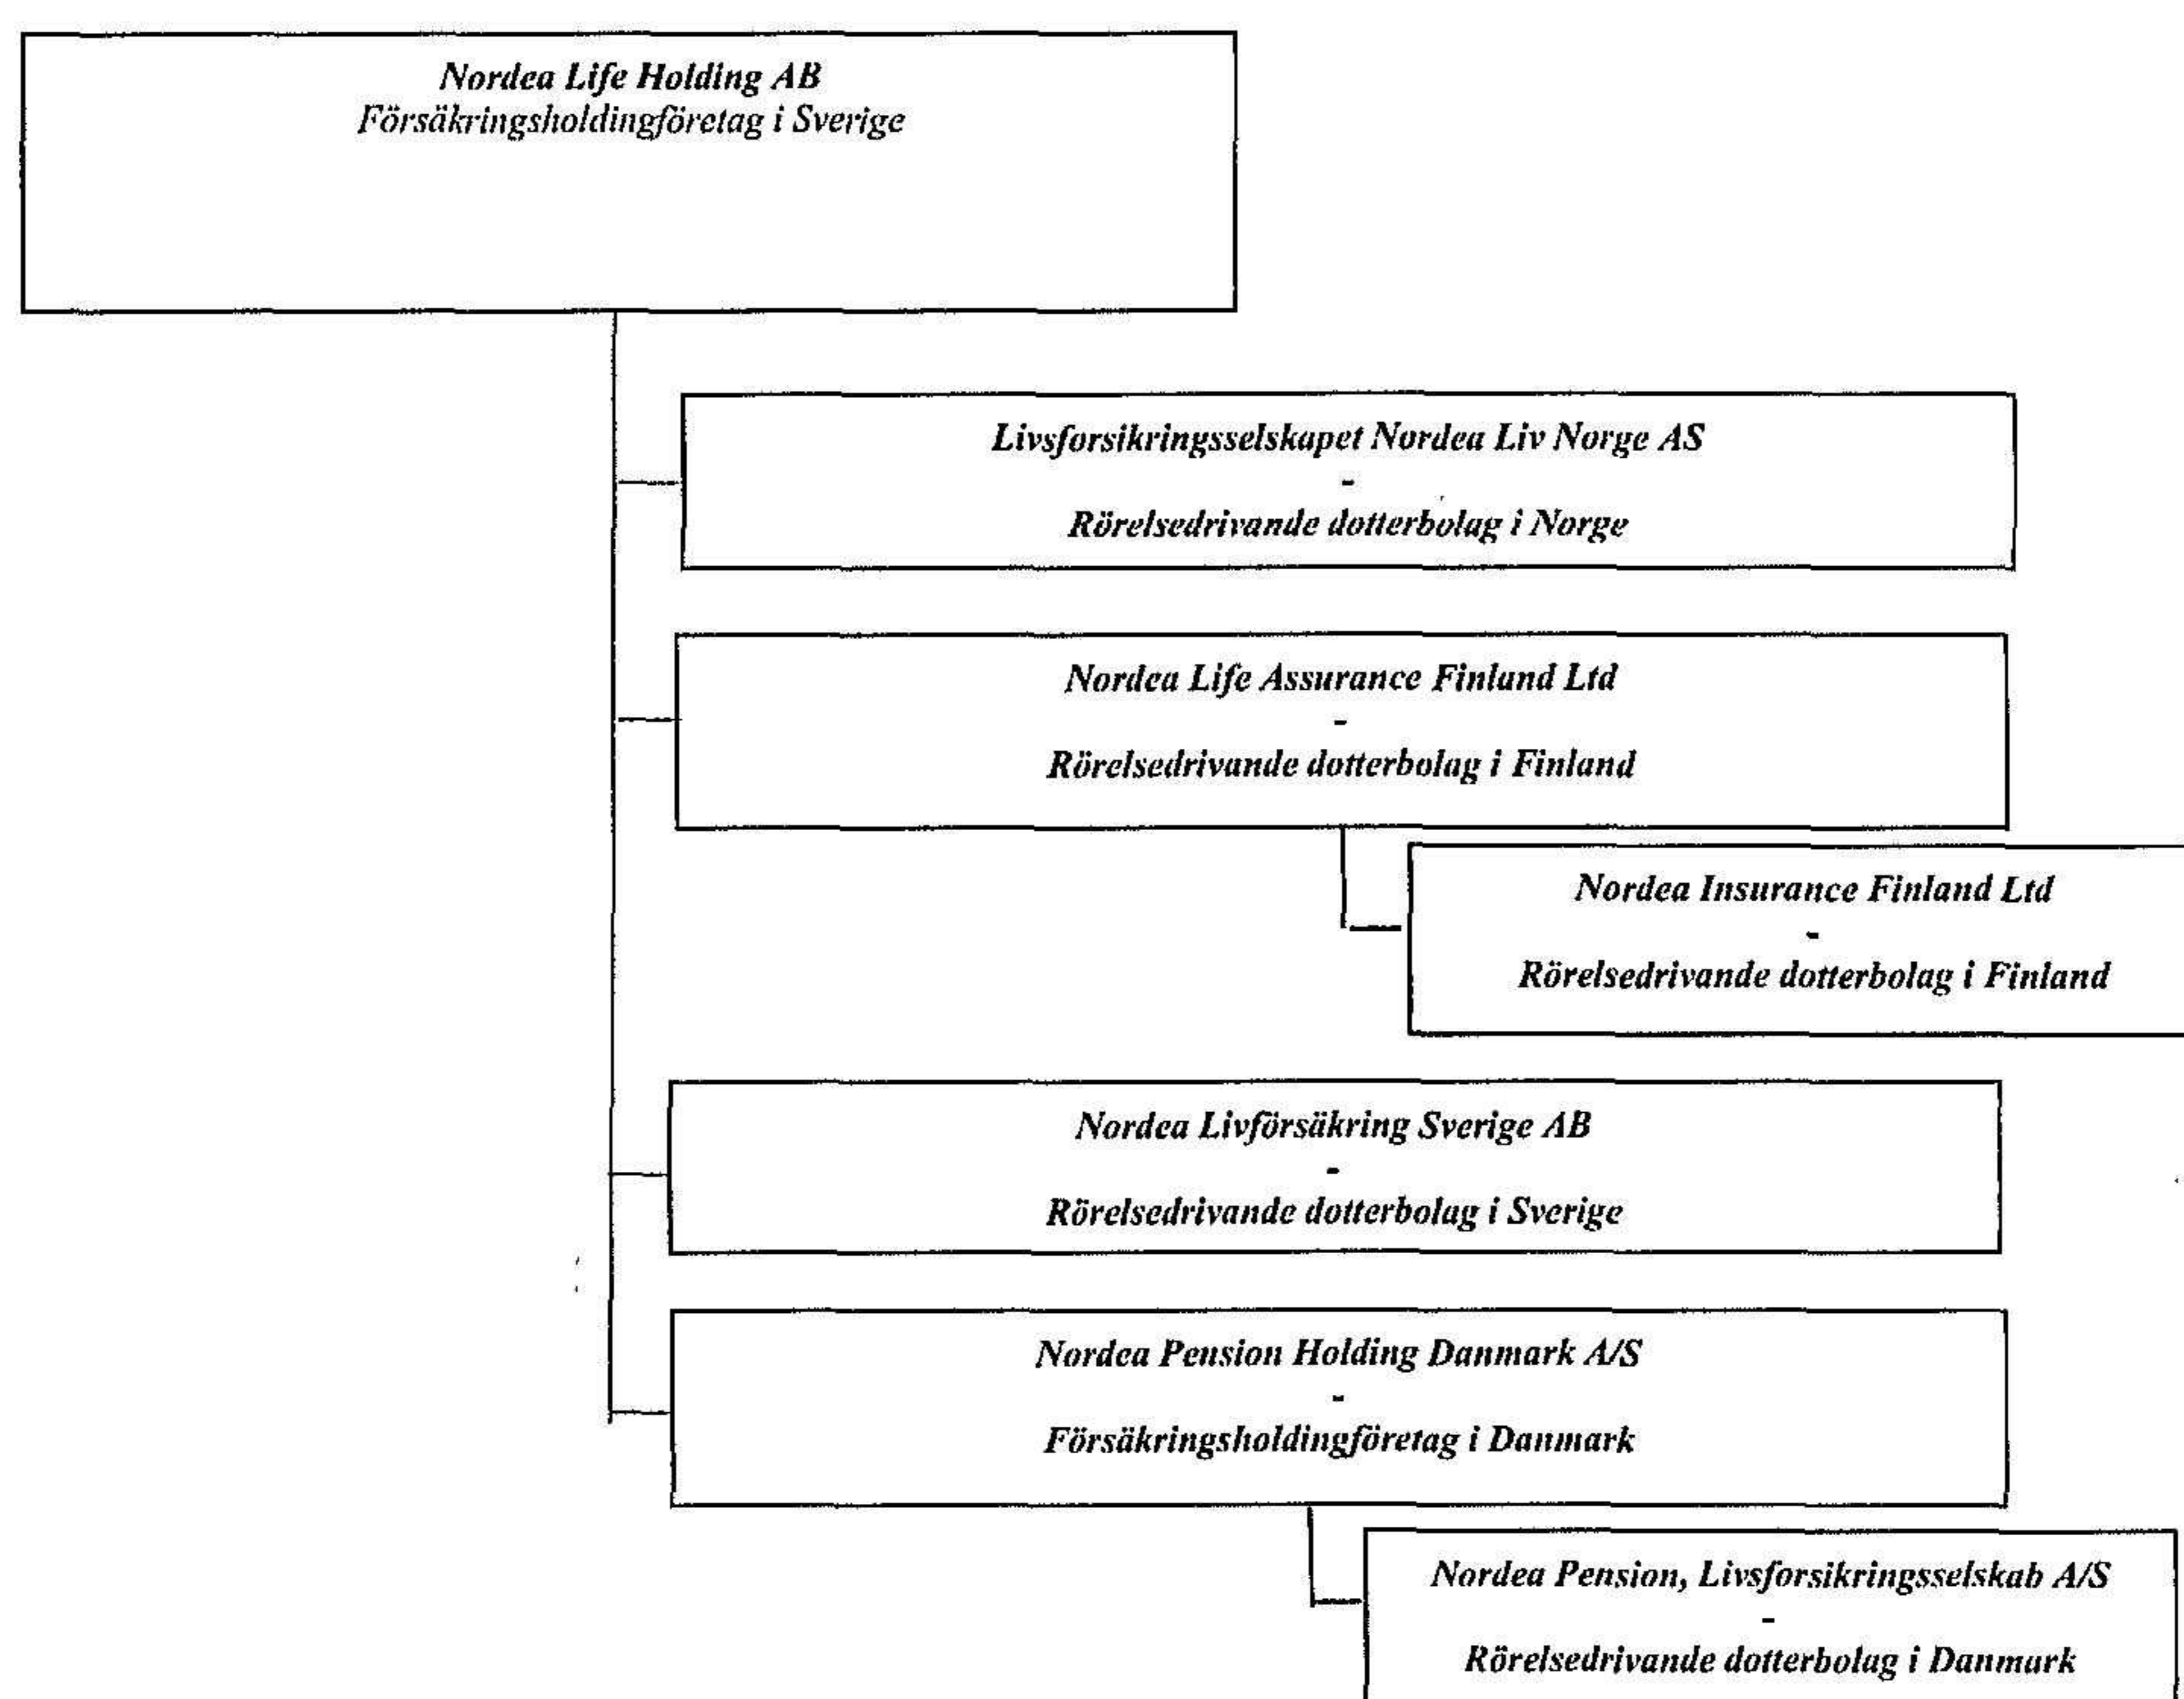 Nordea Life Holding AB
Försäkringsholdingföretag i Sverige
Livsforsikringsselskapet Nordea Liv Norge AS
-
Rörelsedrivande dotterbolag i Norge
Nordea Life Assurance Finland Ltd
-
Rörelsedrivande dotterbolag i Finland
Nordea Insurance Finland Ltd
-
Rörelsedrivande dotterbolag i Finland
Nordea Livförsäkring Sverige AB
-
Rörelsedrivande dotterbolag i Sverige
Nordea Pension Holding Danmark A/S
-
Försäkringsholdingföretag i Danmark
Nordea Pension, Livsforsikringsselskab A/S
-
Rörelsedrivande dotterbolag i Danmark